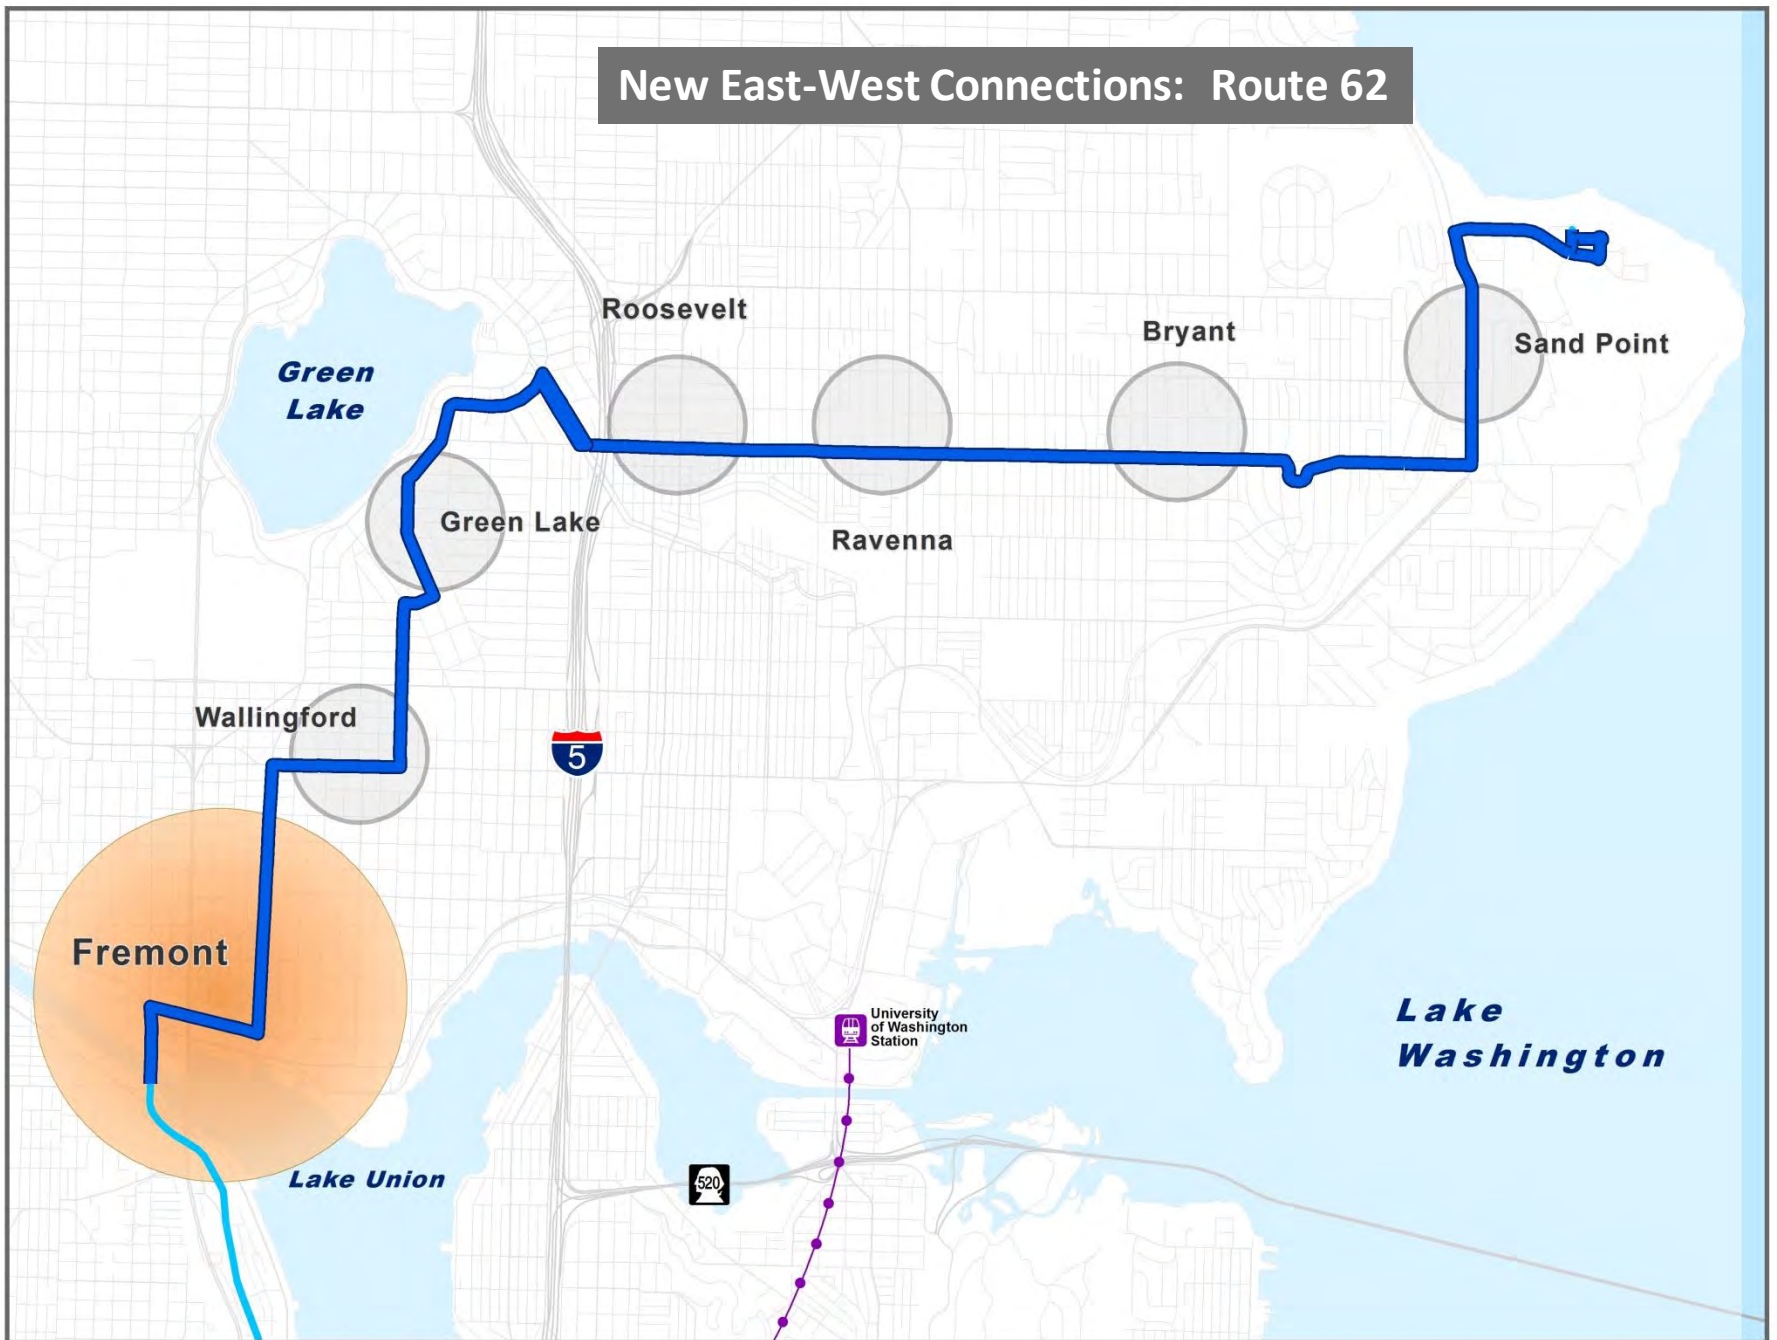 New East-West Connections: Route 62
Roosevelt
Bryant
Sand Point
Green
Lake
Green Lake
Ravenna
Wallingford
5
Fremont
University
of Washington
Station
Lake
Washington
Lake Union
520